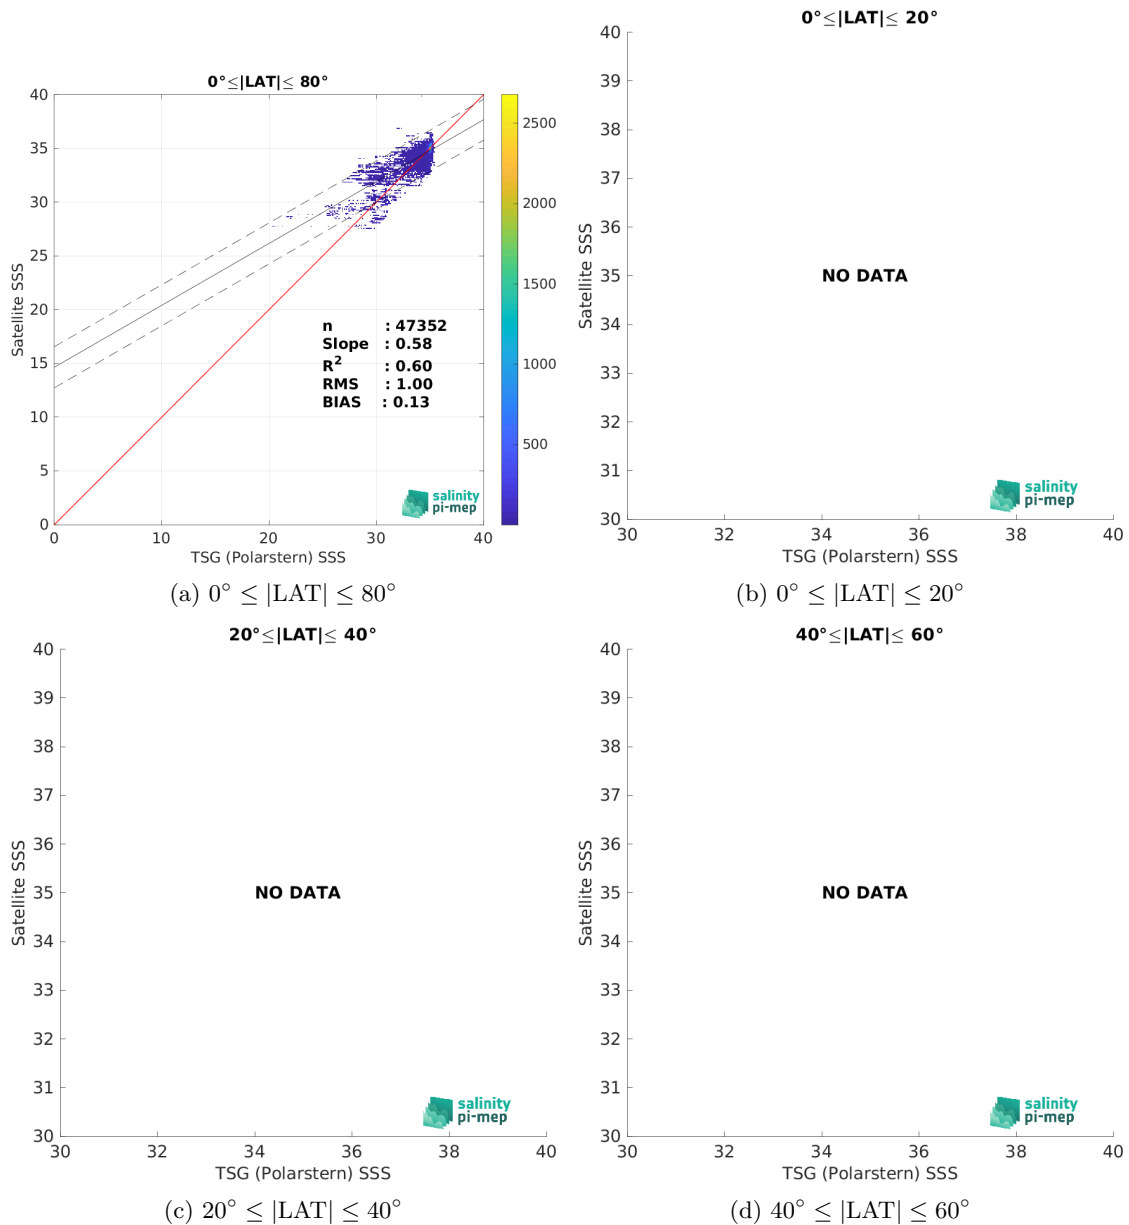 0°≤|LAT|≤ 80°
40
35
30
25
20
15
10
5
0
Satellite SSS
0
10
20
30
40
TSG (Polarstern) SSS
n : 47352
Slope : 0.58
R² : 0.60
RMS : 1.00
BIAS : 0.13
salinity
pi-mep
2500
2000
1500
1000
500
(a) 0° ≤ |LAT| ≤ 80°
0°≤|LAT|≤ 20°
40
39
38
37
36
35
34
33
32
31
30
Satellite SSS
NO DATA
salinity
pi-mep
30
32
34
36
38
40
TSG (Polarstern) SSS
(b) 0° ≤ |LAT| ≤ 20°
20°≤|LAT|≤ 40°
40
39
38
37
36
35
34
33
32
31
30
Satellite SSS
NO DATA
salinity
pi-mep
30
32
34
36
38
40
TSG (Polarstern) SSS
(c) 20° ≤ |LAT| ≤ 40°
40°≤|LAT|≤ 60°
40
39
38
37
36
35
34
33
32
31
30
Satellite SSS
NO DATA
salinity
pi-mep
30
32
34
36
38
40
TSG (Polarstern) SSS
(d) 40° ≤ |LAT| ≤ 60°